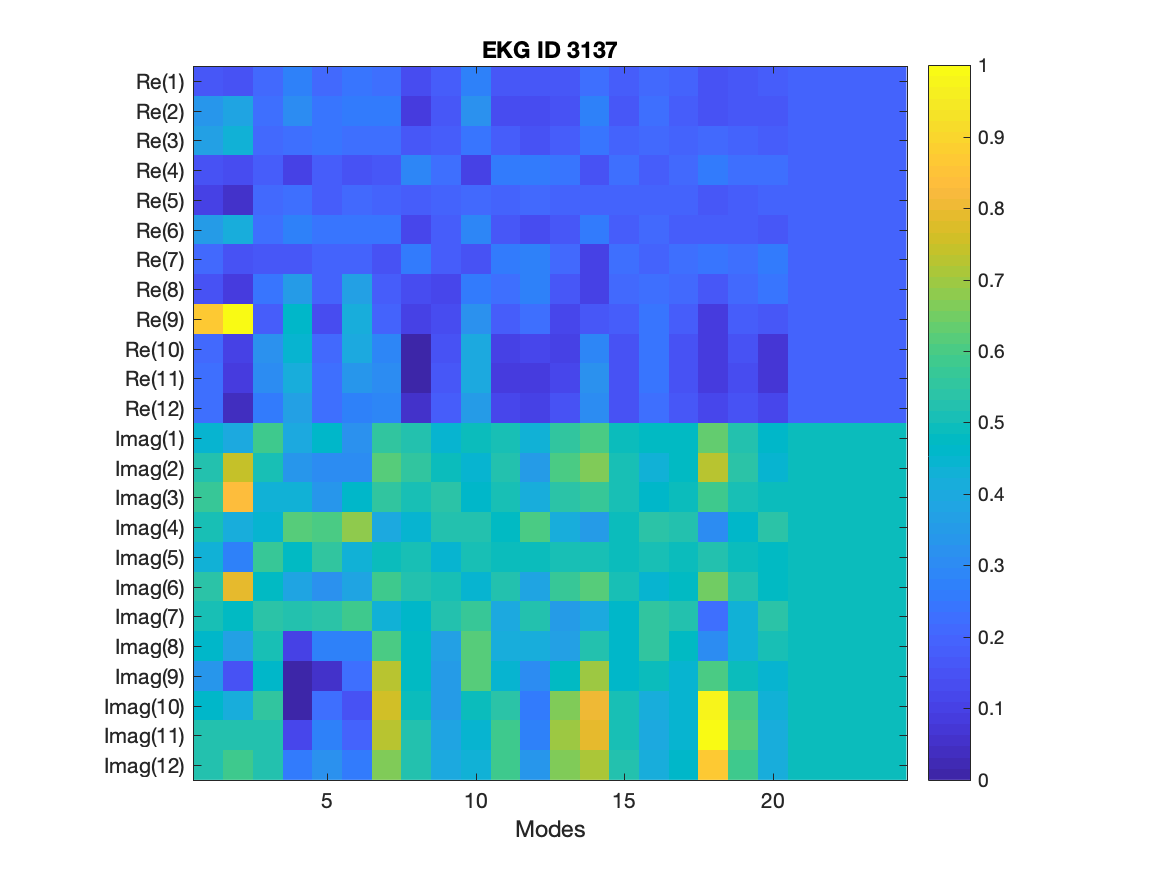 EKG ID 3137
Re(1)
Re(2)
Re(3)
Re(4)
Re(5)
Re(6)
Re(7)
Re(8)
Re(9)
Re(10)
Re(11)
Re(12)
Imag(1)
Imag(2)
Imag(3)
Imag(4)
Imag(5)
Imag(6)
Imag(7)
Imag(8)
Imag(9)
Imag(10)
Imag(11)
Imag(12)
5 10 15 20
Modes
1
0.9
0.8
0.7
0.6
0.5
0.4
0.3
0.2
0.1
0